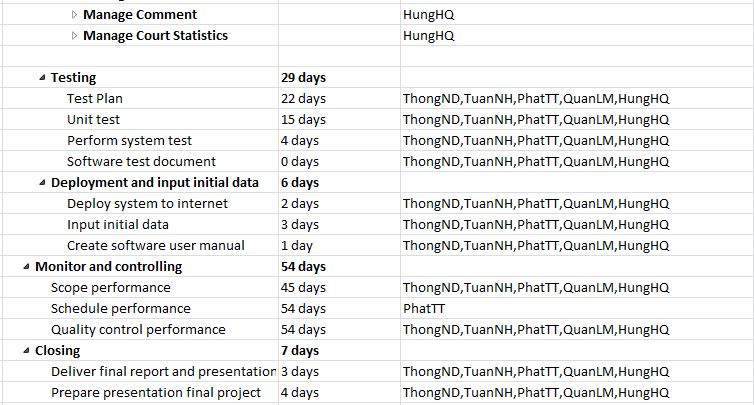 Manage Comment HungHQ
Manage Court Statistics HungHQ
Testing 29 days
Test Plan 22 days ThongND,TuanNH,PhatTT,QuanLM,HungHQ
Unit test 15 days ThongND,TuanNH,PhatTT,QuanLM,HungHQ
Perform system test 4 days ThongND,TuanNH,PhatTT,QuanLM,HungHQ
Software test document 0 days ThongND,TuanNH,PhatTT,QuanLM,HungHQ
Deployment and input initial data 6 days
Deploy system to internet 2 days ThongND,TuanNH,PhatTT,QuanLM,HungHQ
Input initial data 3 days ThongND,TuanNH,PhatTT,QuanLM,HungHQ
Create software user manual 1 day ThongND,TuanNH,PhatTT,QuanLM,HungHQ
Monitor and controlling 54 days
Scope performance 45 days ThongND,TuanNH,PhatTT,QuanLM,HungHQ
Schedule performance 54 days PhatTT
Quality control performance 54 days ThongND,TuanNH,PhatTT,QuanLM,HungHQ
Closing 7 days
Deliver final report and presentation 3 days ThongND,TuanNH,PhatTT,QuanLM,HungHQ
Prepare presentation final project 4 days ThongND,TuanNH,PhatTT,QuanLM,HungHQ